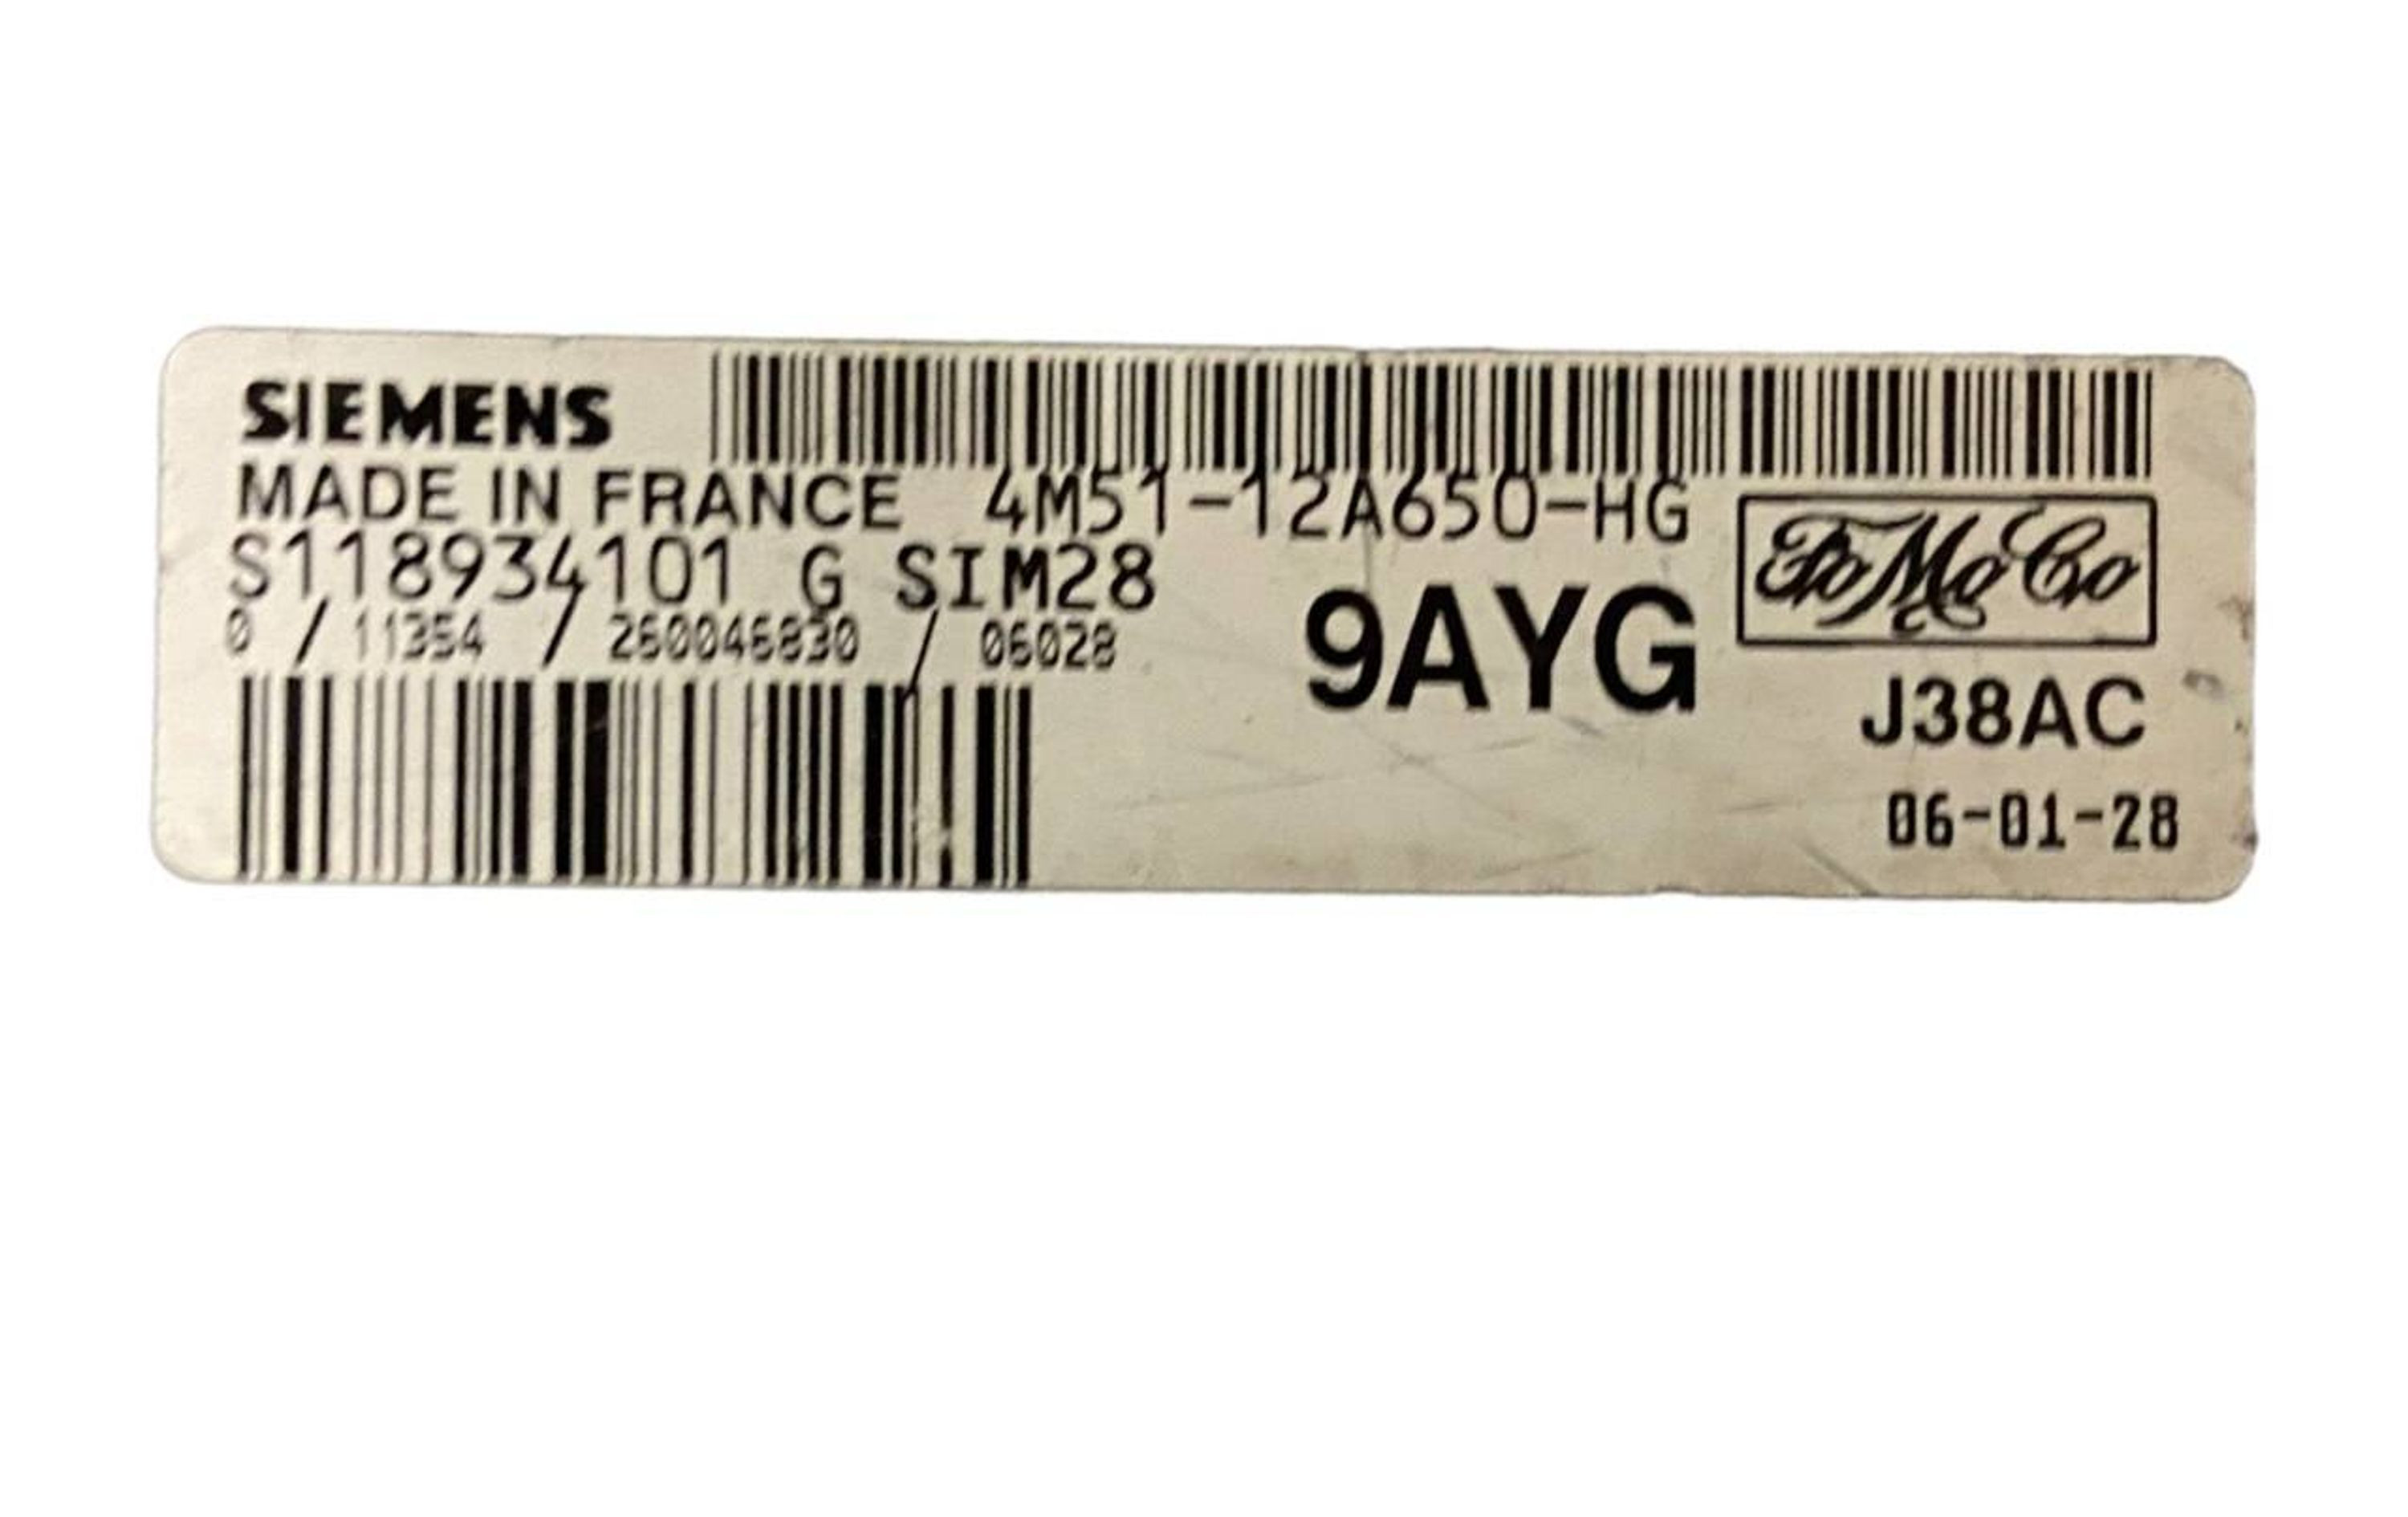 SIEMENS
MADE IN FRANCE 4M51-12A650-HG
S118934101 G SIM28
FoMoCo
0 / 11354 / 260046830 / 06028
9AYG
J38AC
06-01-28